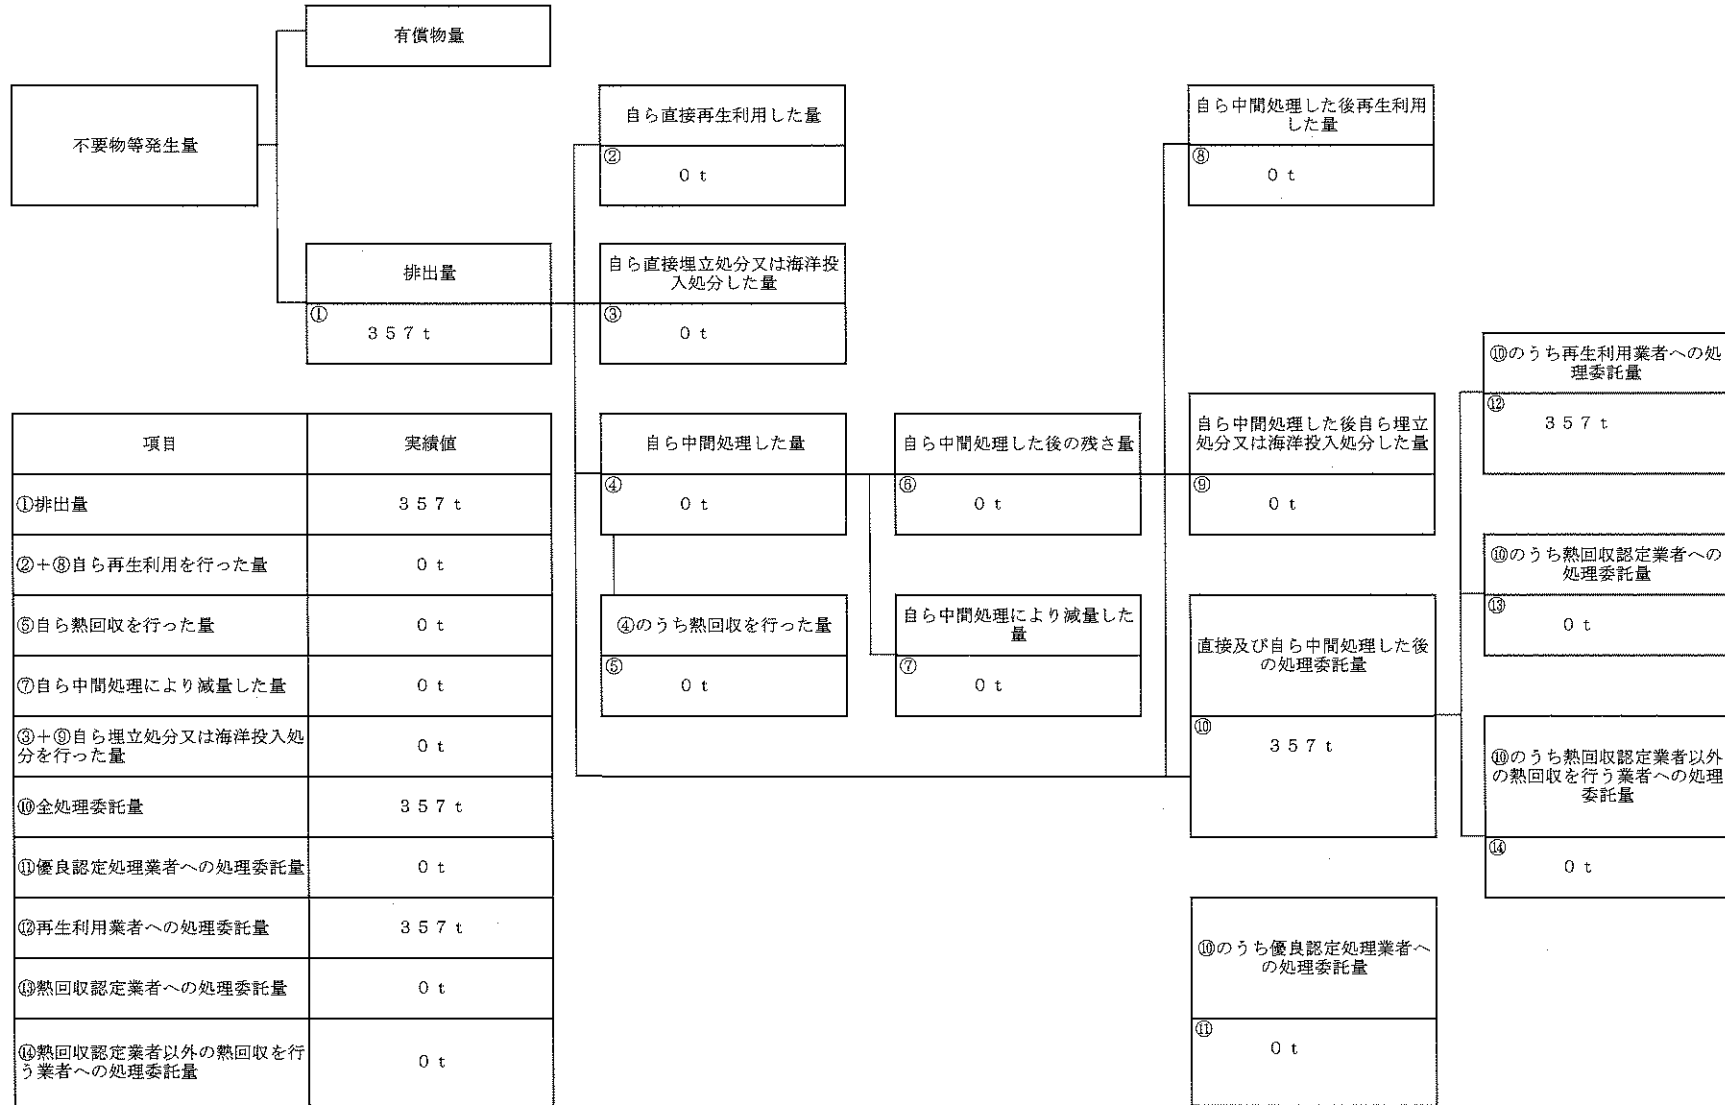 有償物量
不要物等発生量
自ら直接再生利用した量
②
0 t
自ら中間処理した後再生利用
した量
⑧
0 t
排出量
①
357 t
自ら直接埋立処分又は海洋投
入処分した量
③
0 t
項目
実績値
①排出量
357 t
②+⑧自ら再生利用を行った量
0 t
⑤自ら熱回収を行った量
0 t
⑦自ら中間処理により減量した量
0 t
③+⑨自ら埋立処分又は海洋投入処
分を行った量
0 t
⑩全処理委託量
357 t
⑪優良認定処理業者への処理委託量
0 t
⑫再生利用業者への処理委託量
357 t
⑬熱回収認定業者への処理委託量
0 t
⑭熱回収認定業者以外の熱回収を行
う業者への処理委託量
0 t
自ら中間処理した量
④
0 t
④のうち熱回収を行った量
⑤
0 t
自ら中間処理した後の残さ量
⑥
0 t
自ら中間処理により減量した
量
⑦
0 t
自ら中間処理した後自ら埋立
処分又は海洋投入処分した量
⑨
0 t
直接及び自ら中間処理した後
の処理委託量
⑩
357 t
⑩のうち優良認定処理業者へ
の処理委託量
⑪
0 t
⑩のうち再生利用業者への処
理委託量
⑫
357 t
⑩のうち熱回収認定業者への
処理委託量
⑬
0 t
⑩のうち熱回収認定業者以外
の熱回収を行う業者への処理
委託量
⑭
0 t